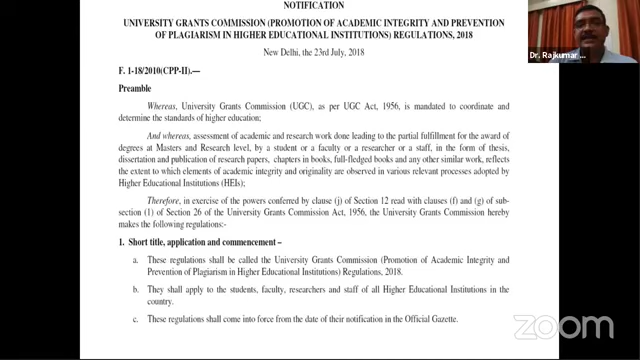 NOTIFICATION
UNIVERSITY GRANTS COMMISSION (PROMOTION OF ACADEMIC INTEGRITY AND PREVENTION
OF PLAGIARISM IN HIGHER EDUCATIONAL INSTITUTIONS) REGULATIONS, 2018
New Delhi, the 23rd July, 2018
F. 1-18/2010(CPP-II).—
Preamble
Whereas, University Grants Commission (UGC), as per UGC Act, 1956, is mandated to coordinate and
determine the standards of higher education;
And whereas, assessment of academic and research work done leading to the partial fulfillment for the award of
degrees at Masters and Research level, by a student or a faculty or a researcher or a staff, in the form of thesis,
dissertation and publication of research papers, chapters in books, full-fledged books and any other similar work, reflects
the extent to which elements of academic integrity and originality are observed in various relevant processes adopted by
Higher Educational Institutions (HEIs);
Therefore, in exercise of the powers conferred by clause (j) of Section 12 read with clauses (f) and (g) of sub-
section (1) of Section 26 of the University Grants Commission Act, 1956, the University Grants Commission hereby
makes the following regulations:-
1. Short title, application and commencement –
a. These regulations shall be called the University Grants Commission (Promotion of Academic Integrity and
Prevention of Plagiarism in Higher Educational Institutions) Regulations, 2018.
b. They shall apply to the students, faculty, researchers and staff of all Higher Educational Institutions in the
country.
c. These regulations shall come into force from the date of their notification in the Official Gazette.
Dr. Rajkumar ...
zoom